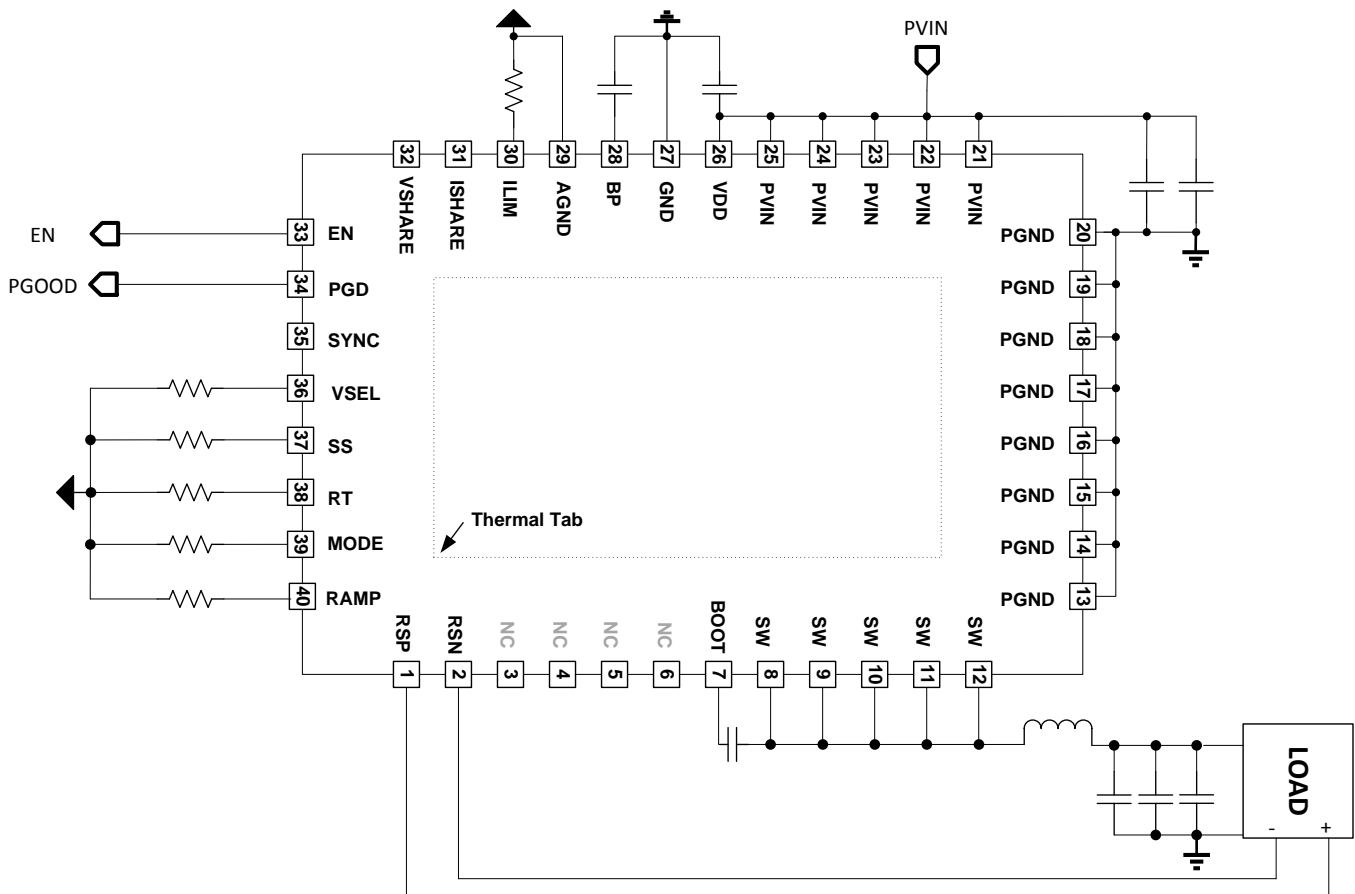 PVIN
32
31
30
29
28
27
26
25
24
23
22
21
VSHARE
ISHARE
ILIM
AGND
BP
GND
VDD
PVIN
PVIN
PVIN
PVIN
PVIN
EN
33 EN
PGOOD
34 PGD
35 SYNC
36 VSEL
37 SS
38 RT
39 MODE
40 RAMP
Thermal Tab
PGND 20
PGND 19
PGND 18
PGND 17
PGND 16
PGND 15
PGND 14
PGND 13
RSP
RSN
NC
NC
NC
NC
BOOT
SW
SW
SW
SW
SW
1
2
3
4
5
6
7
8
9
10
11
12
LOAD
- +